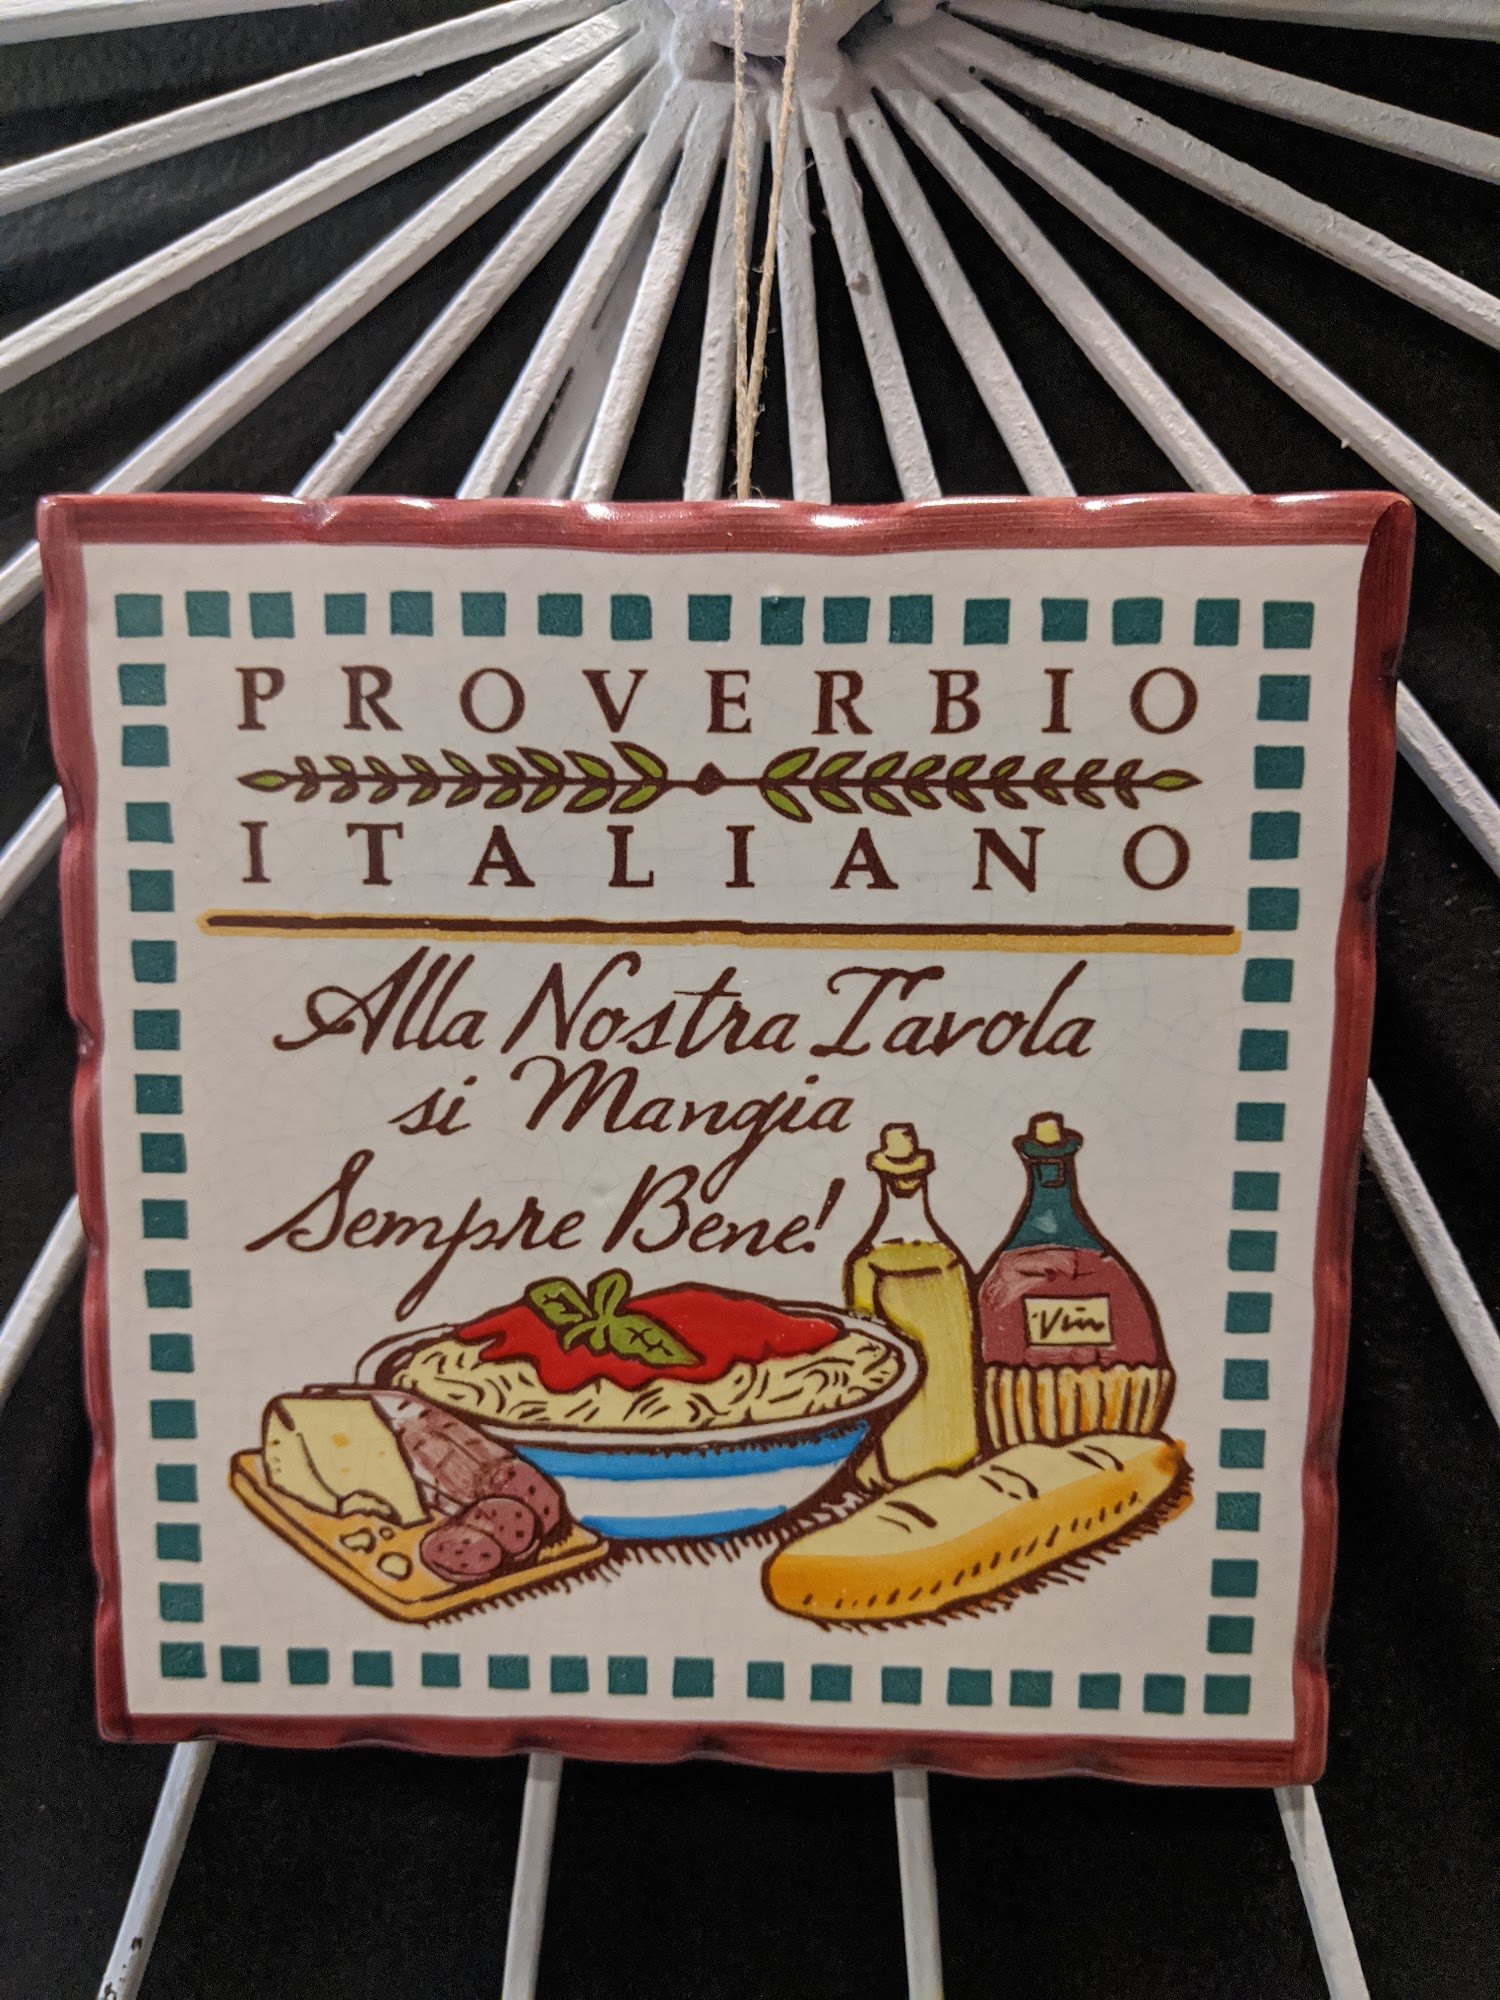 PROVERBIO
ITALIANO
Alla Nostra Tavola
si Mangia
Sempre Bene!
Vin